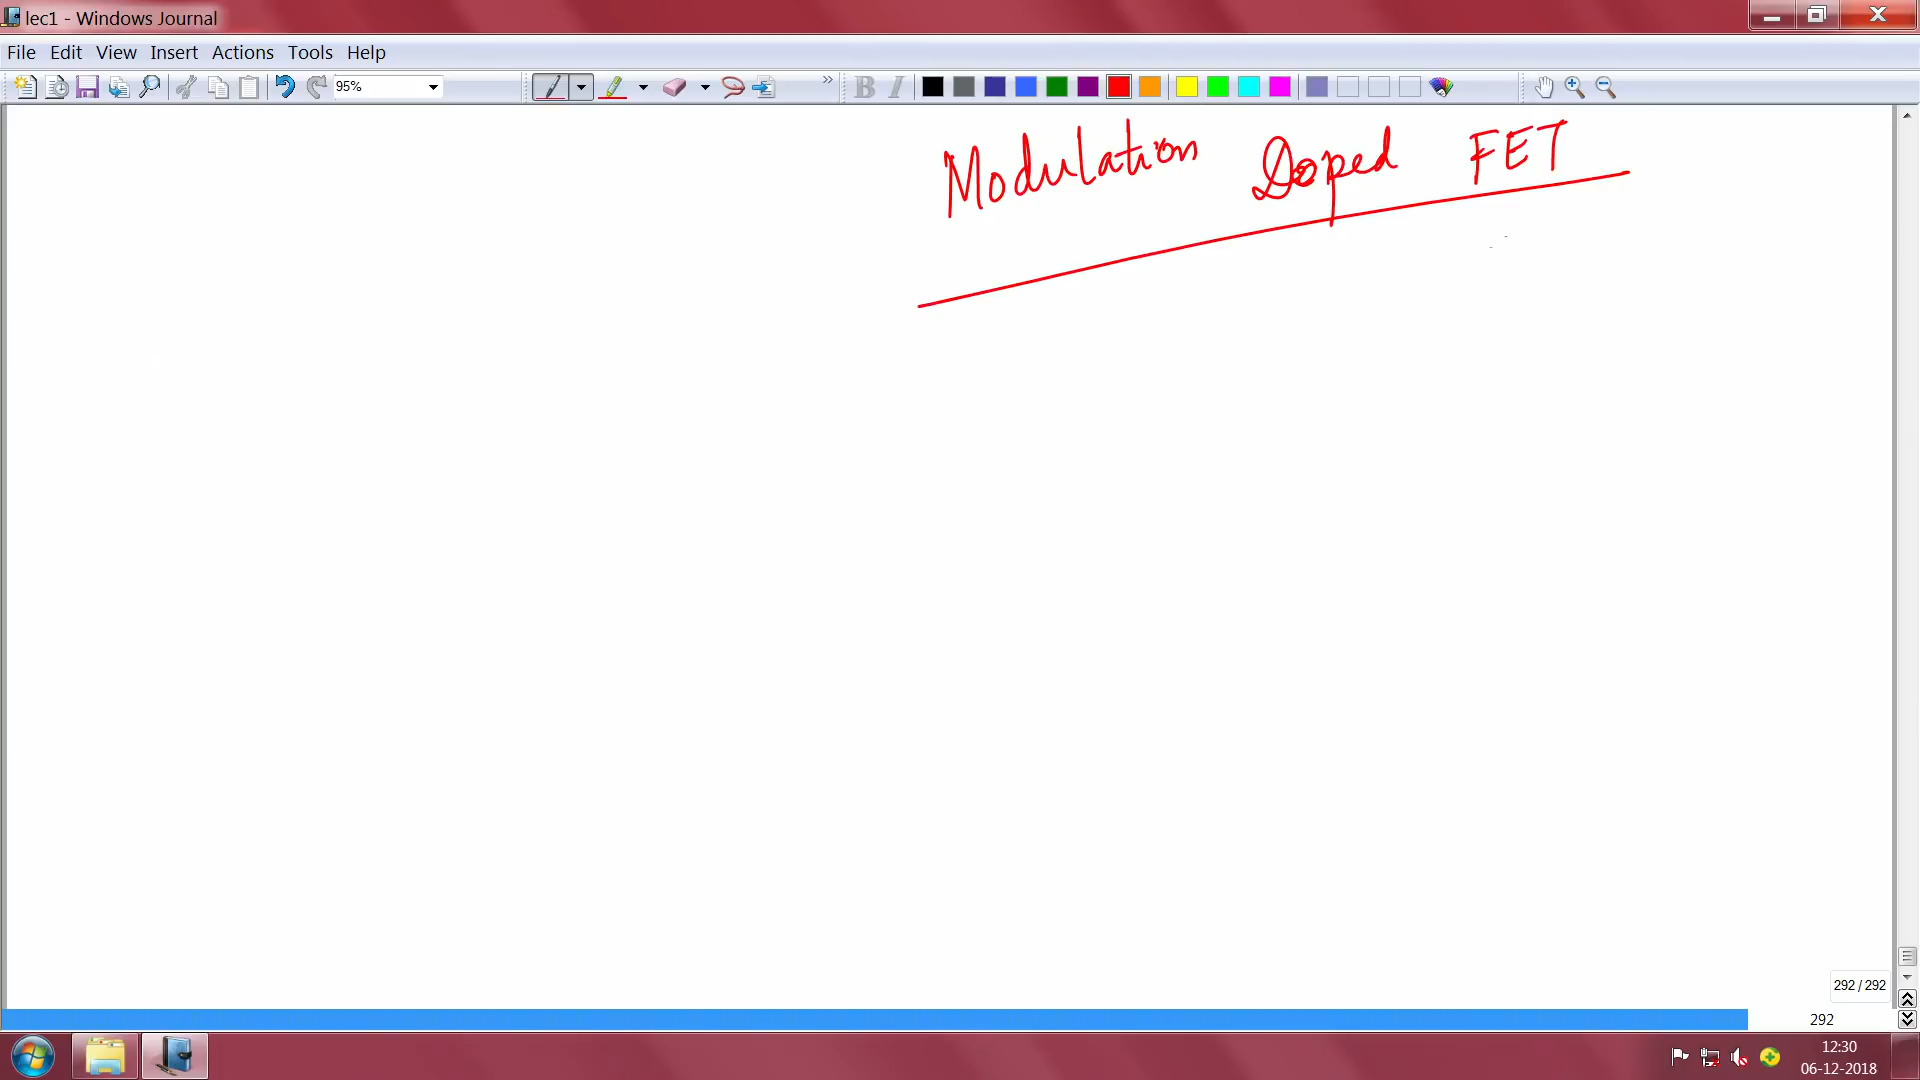 lec1 - Windows Journal
File Edit View Insert Actions Tools Help
95%
B I
Modulation Doped FET
292 / 292
292
12:30
06-12-2018